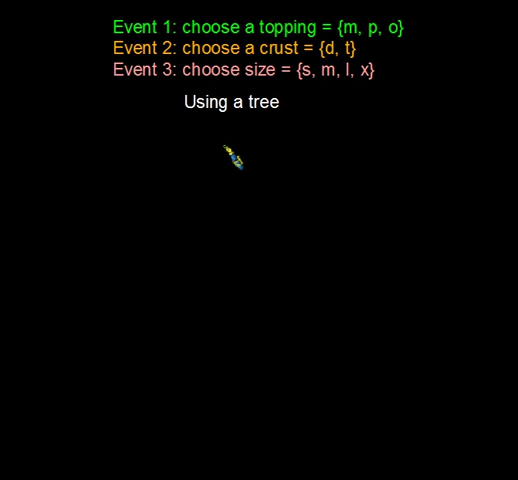 Event 1: choose a topping = {m, p, o}
Event 2: choose a crust = {d, t}
Event 3: choose size = {s, m, l, x}
Using a tree